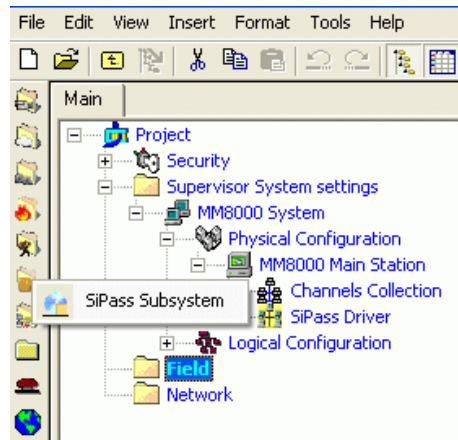 File Edit View Insert Format Tools Help
Main
Project
Security
Supervisor System settings
MM8000 System
Physical Configuration
MM8000 Main Station
Channels Collection
SiPass Subsystem
SiPass Driver
Logical Configuration
Field
Network